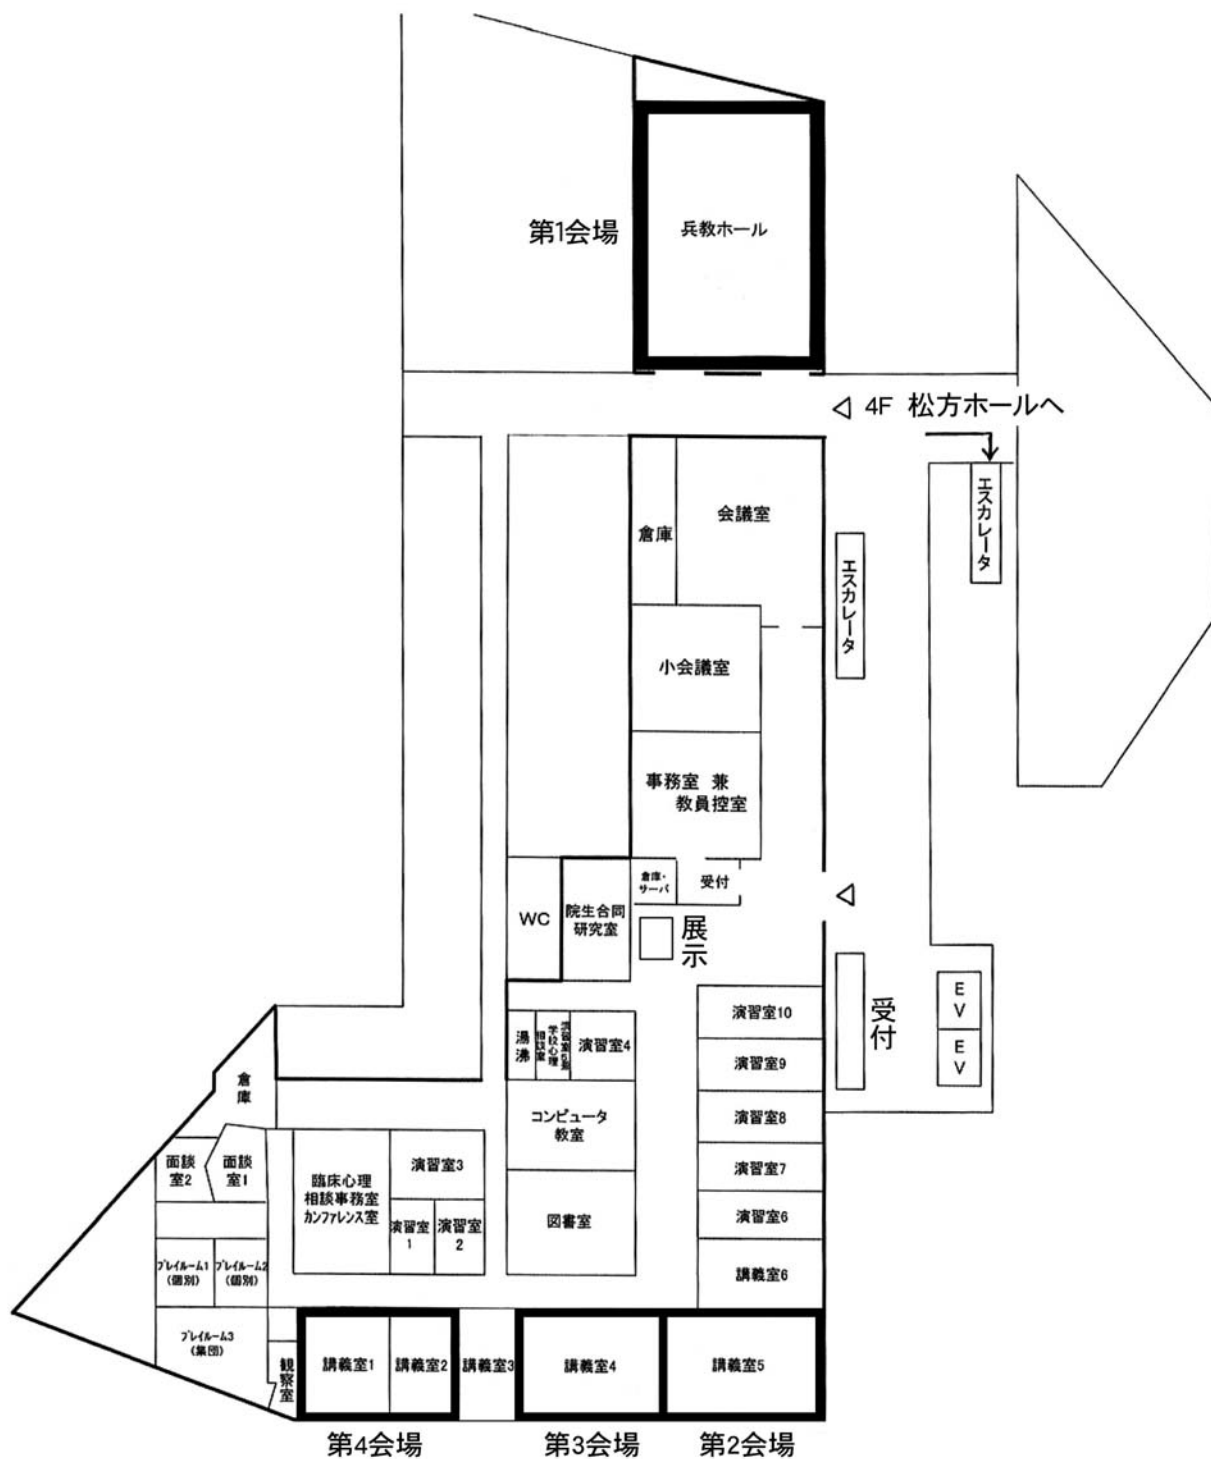 第1会場
兵教ホール
◁ 4F 松方ホールへ
エスカレータ
倉庫
会議室
エスカレータ
小会議室
事務室 兼
教員控室
倉庫・
サーバ
受付
◁
WC
院生合同
研究室
展示
受付
EV
EV
湯沸
学校心理
相談室
演習室4
演習室10
演習室9
演習室8
演習室7
演習室6
講義室6
コンピュータ
教室
図書室
倉庫
面談
室2
面談
室1
臨床心理
相談事務室
カンファレンス室
演習室3
演習室
1
演習室
2
プレイルーム1
(個別)
プレイルーム2
(個別)
プレイルーム3
(集団)
観察室
講義室1
講義室2
講義室3
講義室4
講義室5
第4会場
第3会場
第2会場